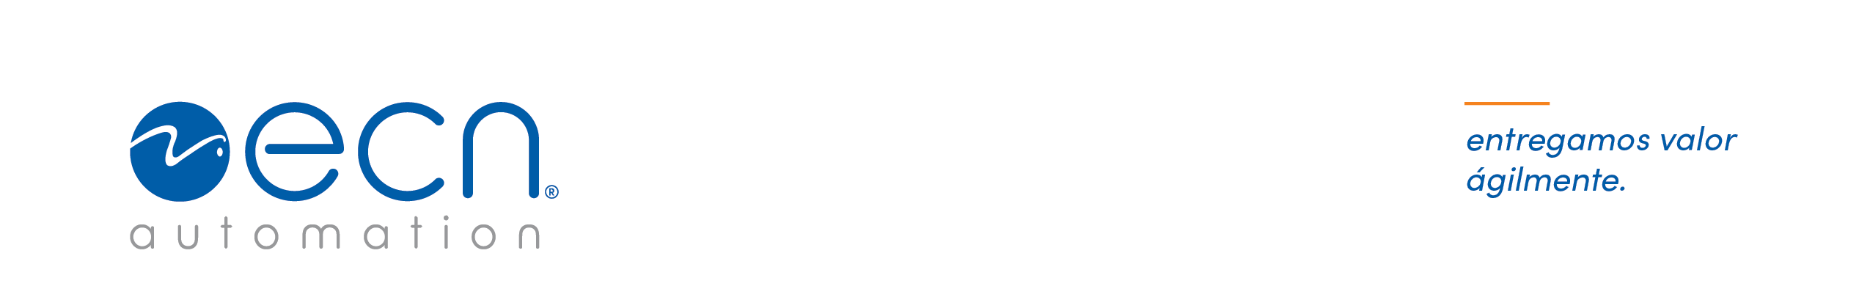 ecn®
automation
entregamos valor
ágilmente.